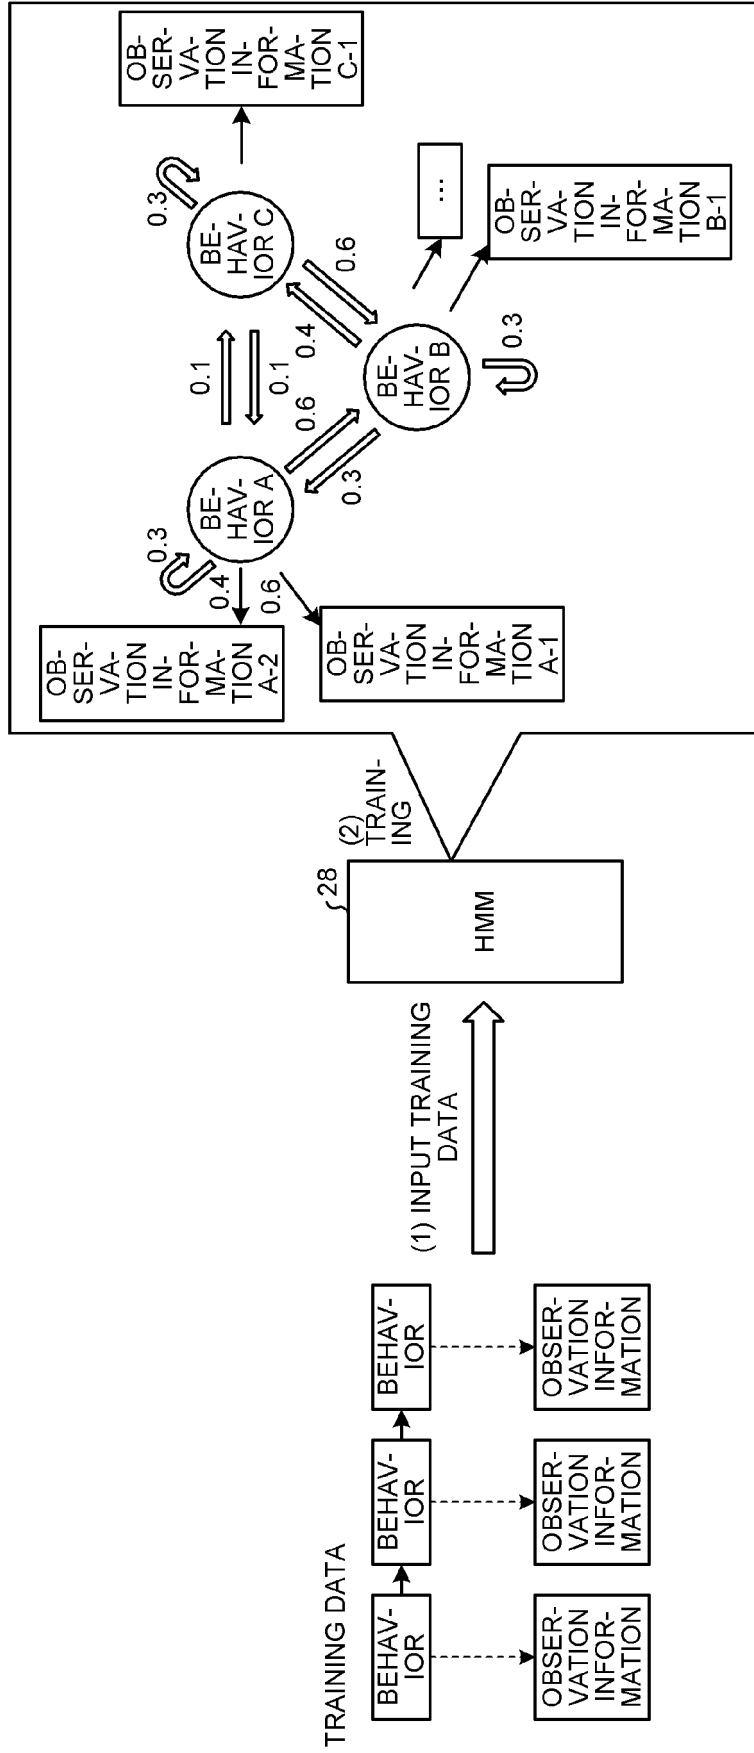 TRAINING DATA
BEHAV-
IOR
BEHAV-
IOR
BEHAV-
IOR
OBSER-
VATION
INFOR-
MATION
OBSER-
VATION
INFOR-
MATION
OBSER-
VATION
INFOR-
MATION
(1) INPUT TRAINING
DATA
28
HMM
(2)
TRAIN-
ING
OB-
SER-
VA-
TION
IN-
FOR-
MA-
TION
A-2
OB-
SER-
VA-
TION
IN-
FOR-
MA-
TION
A-1
0.3
0.4
0.6
BE-
HAV-
IOR A
0.1
0.1
0.6
0.3
BE-
HAV-
IOR C
0.3
0.6
0.4
BE-
HAV-
IOR B
0.3
OB-
SER-
VA-
TION
IN-
FOR-
MA-
TION
C-1
...
OB-
SER-
VA-
TION
IN-
FOR-
MA-
TION
B-1